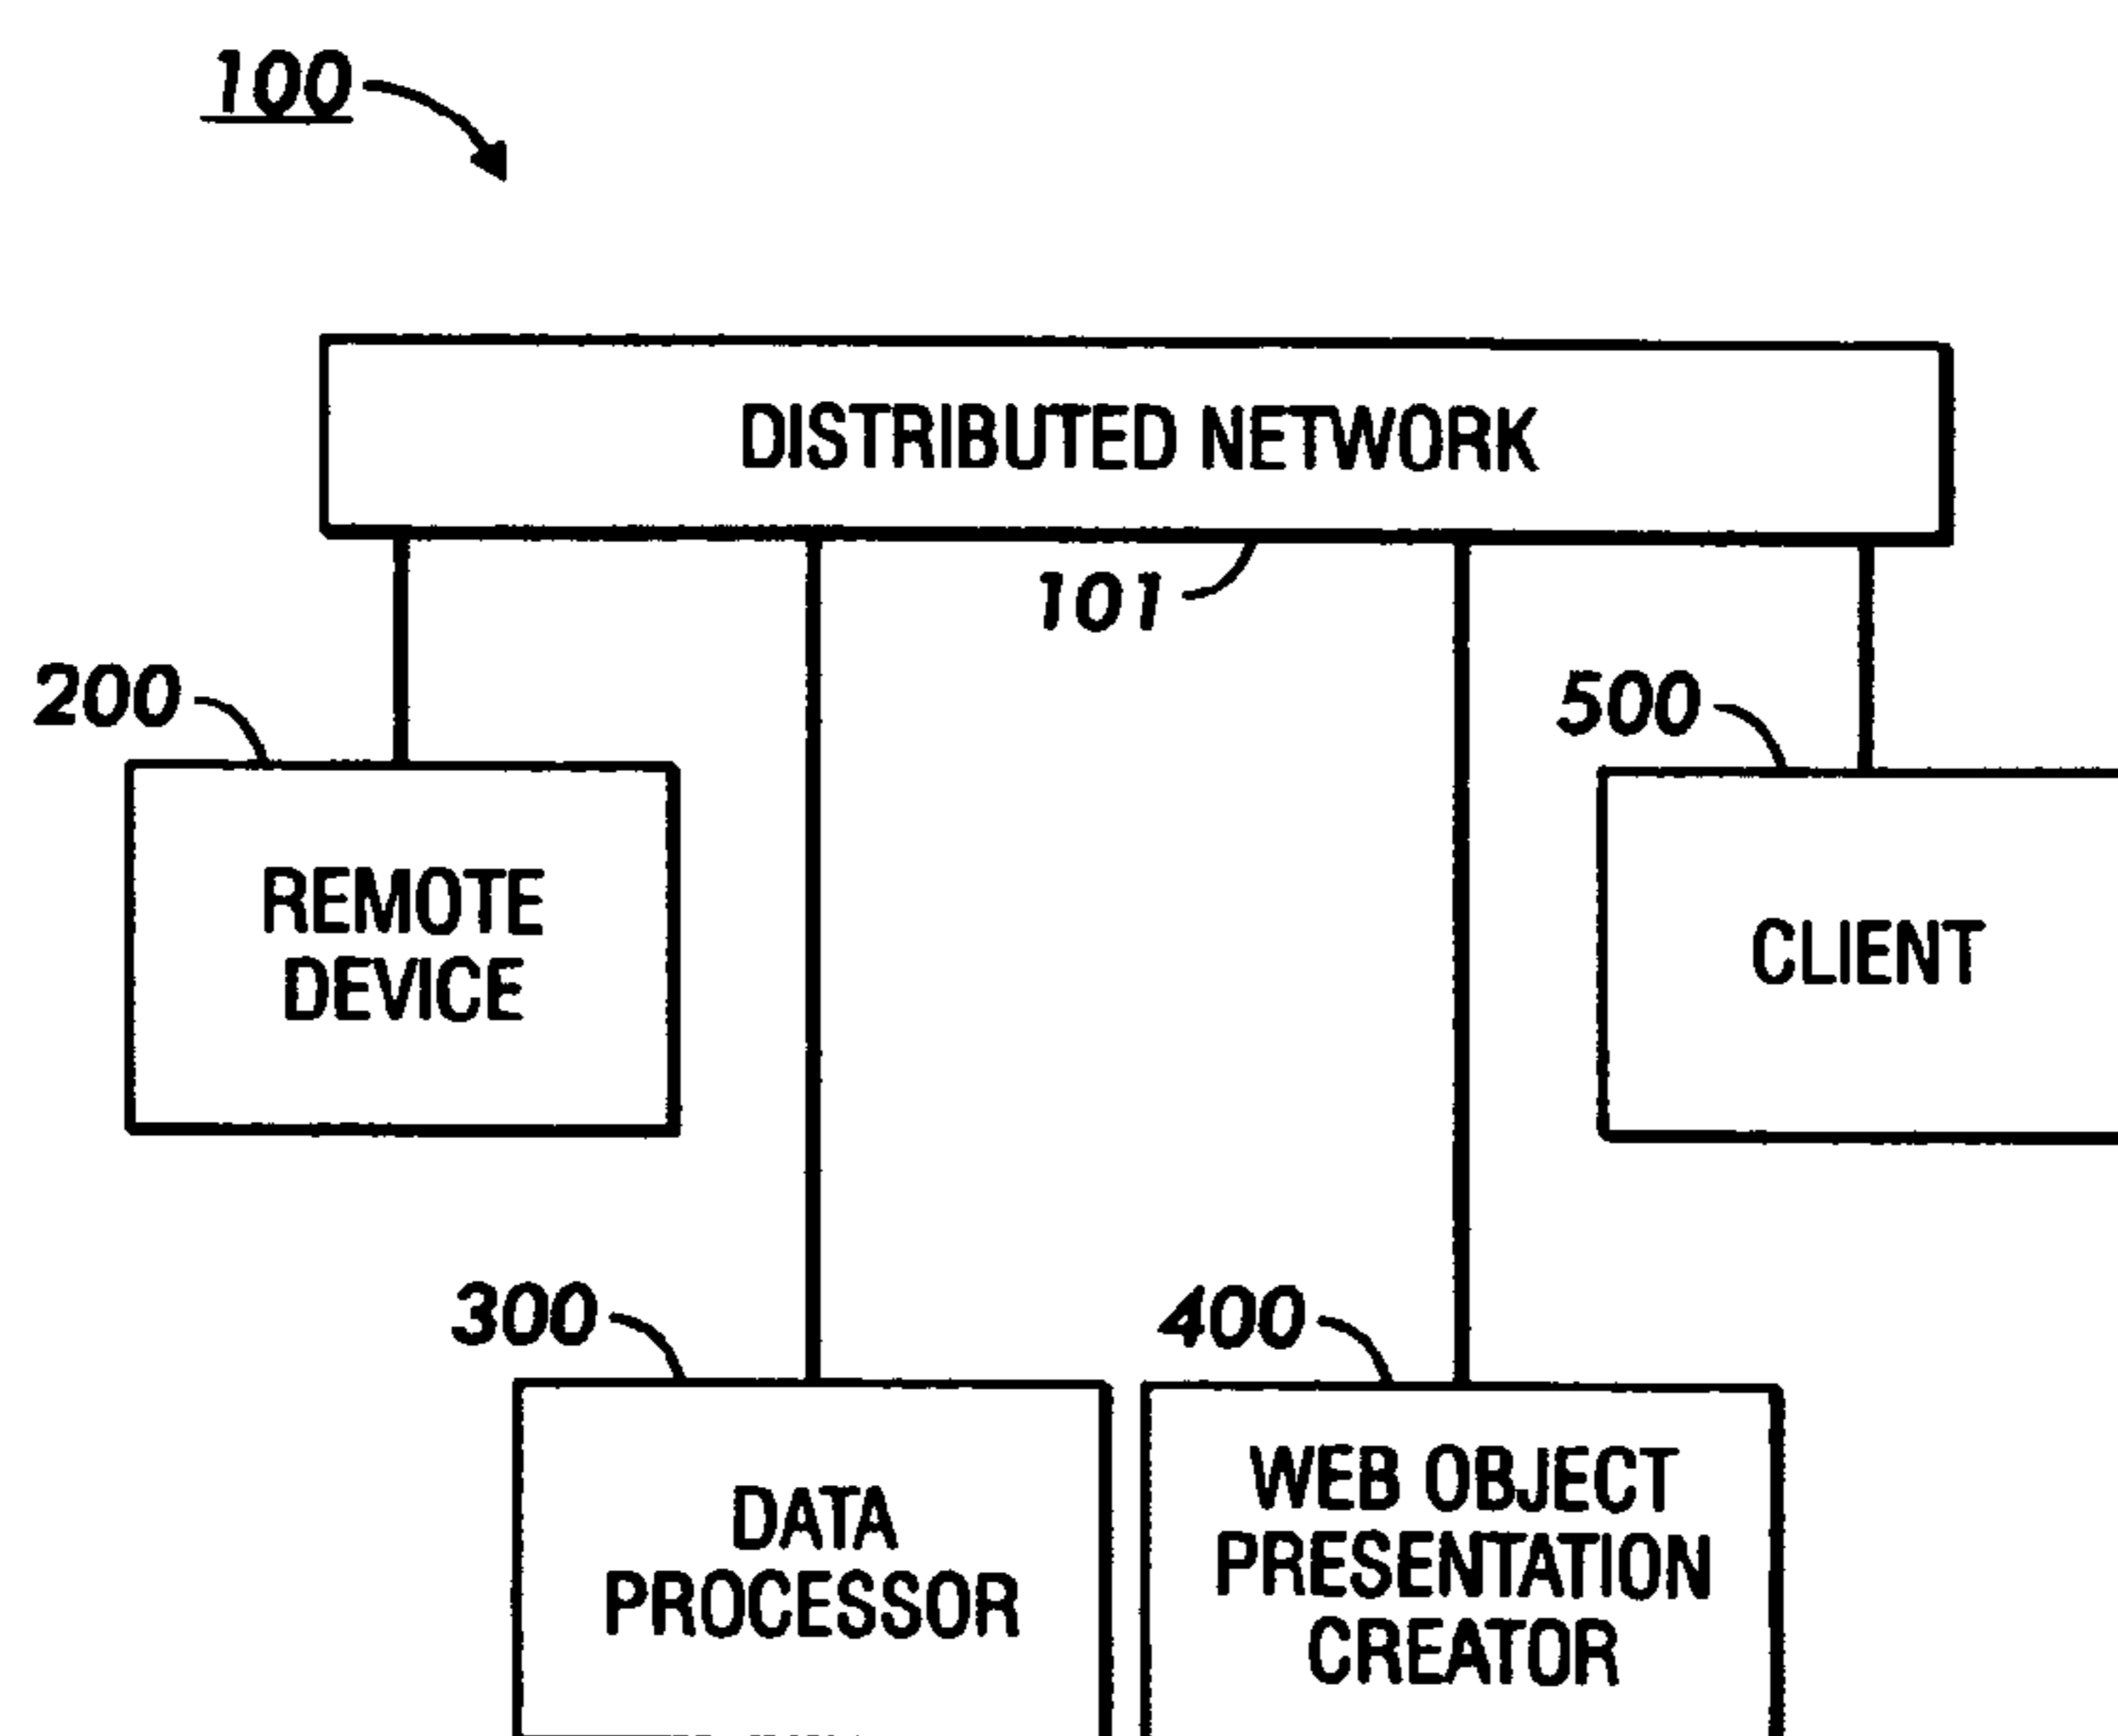 100
DISTRIBUTED NETWORK
101
200
500
REMOTE
DEVICE
CLIENT
300
400
DATA
PROCESSOR
WEB OBJECT
PRESENTATION
CREATOR